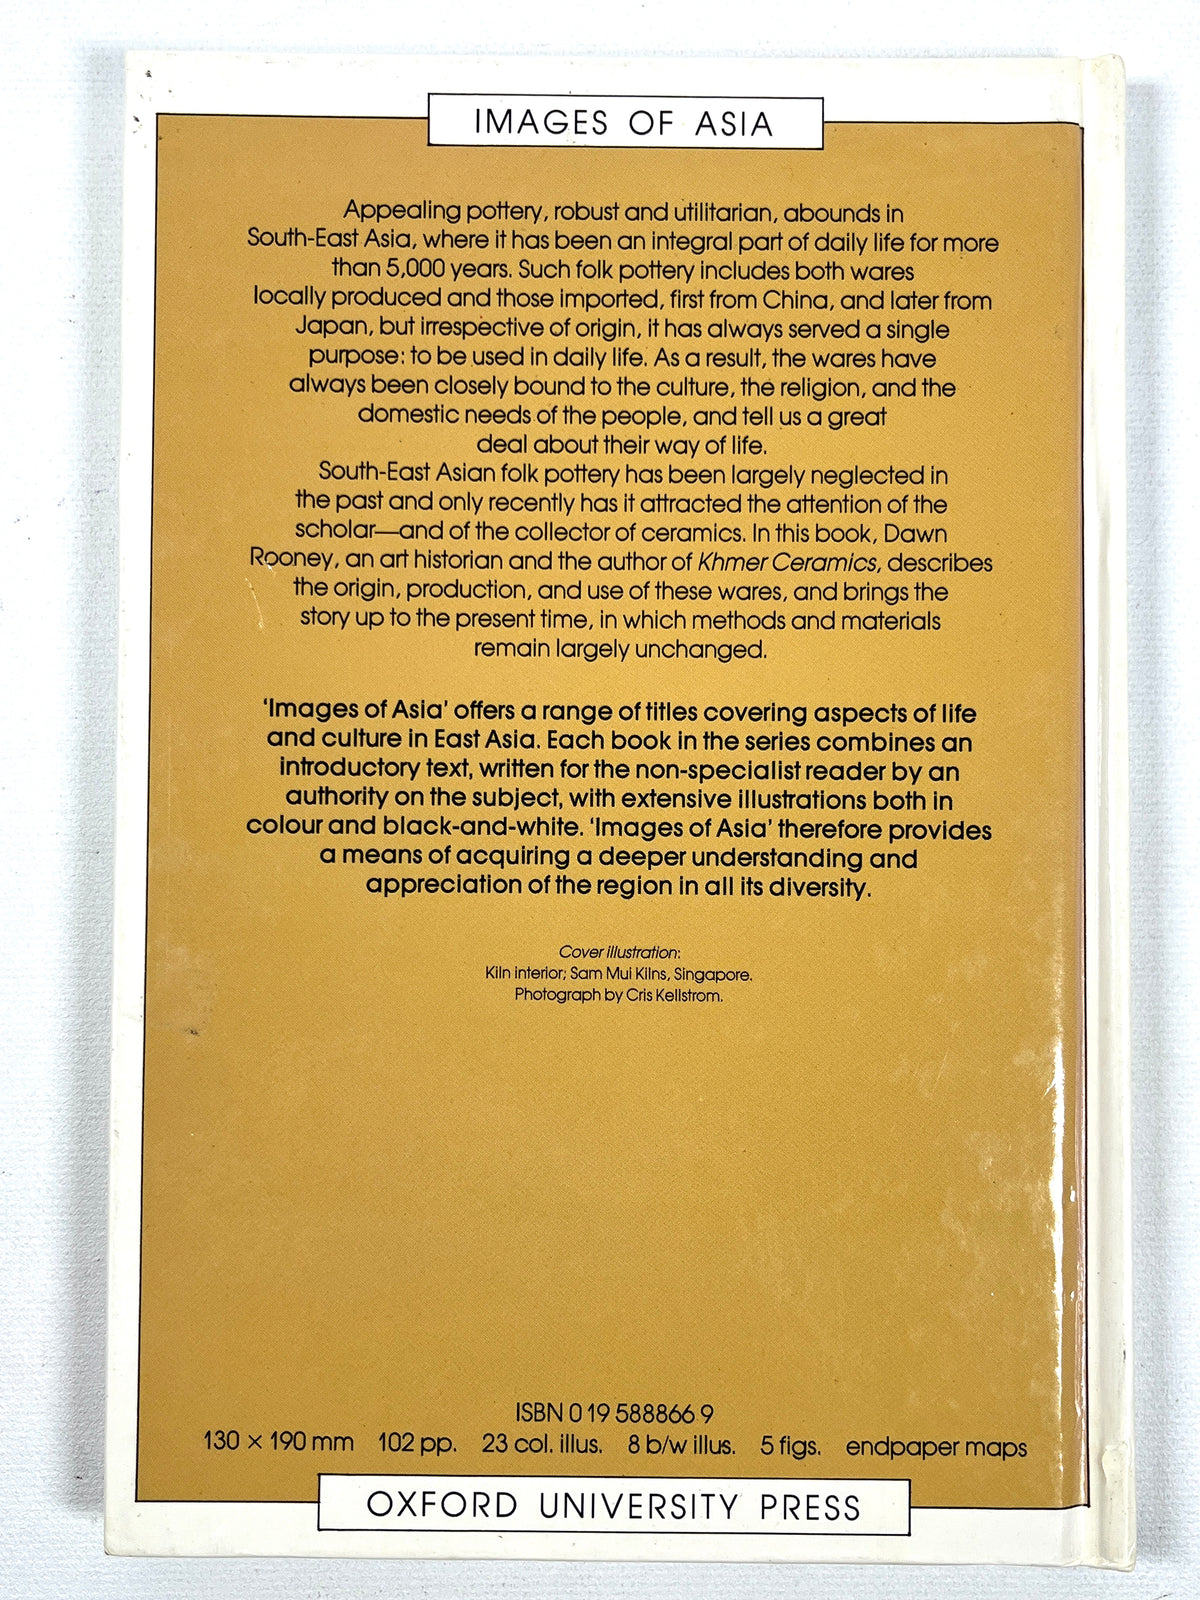 IMAGES OF ASIA
Appealing pottery, robust and utilitarian, abounds in
South-East Asia, where it has been an integral part of daily life for more
than 5,000 years. Such folk pottery includes both wares
locally produced and those imported, first from China, and later from
Japan, but irrespective of origin, it has always served a single
purpose: to be used in daily life. As a result, the wares have
always been closely bound to the culture, the religion, and the
domestic needs of the people, and tell us a great
deal about their way of life.
South-East Asian folk pottery has been largely neglected in
the past and only recently has it attracted the attention of the
scholar—and of the collector of ceramics. In this book, Dawn
Rooney, an art historian and the author of Khmer Ceramics, describes
the origin, production, and use of these wares, and brings the
story up to the present time, in which methods and materials
remain largely unchanged.
'Images of Asia' offers a range of titles covering aspects of life
and culture in East Asia. Each book in the series combines an
introductory text, written for the non-specialist reader by an
authority on the subject, with extensive illustrations both in
colour and black-and-white. 'Images of Asia' therefore provides
a means of acquiring a deeper understanding and
appreciation of the region in all its diversity.
Cover illustration:
Kiln interior; Sam Mui Kilns, Singapore.
Photograph by Cris Kellstrom.
ISBN 0 19 588866 9
130 × 190 mm 102 pp. 23 col. illus. 8 b/w illus. 5 figs. endpaper maps
OXFORD UNIVERSITY PRESS